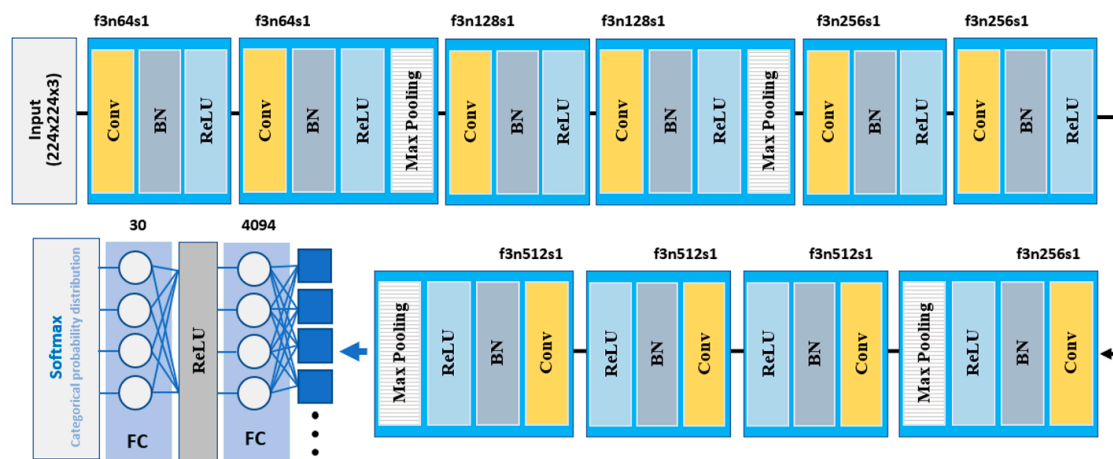 f3n64s1
f3n64s1
f3n128s1
f3n128s1
f3n256s1
f3n256s1
Input
(224x224x3)
Conv
BN
ReLU
Conv
BN
ReLU
Max Pooling
Conv
BN
ReLU
Conv
BN
ReLU
Max Pooling
Conv
BN
ReLU
Conv
BN
ReLU
30
4094
f3n512s1
f3n512s1
f3n512s1
f3n256s1
Softmax
Categorical probability distribution
FC
ReLU
FC
Max Pooling
ReLU
BN
Conv
ReLU
BN
Conv
ReLU
BN
Conv
Max Pooling
ReLU
BN
Conv